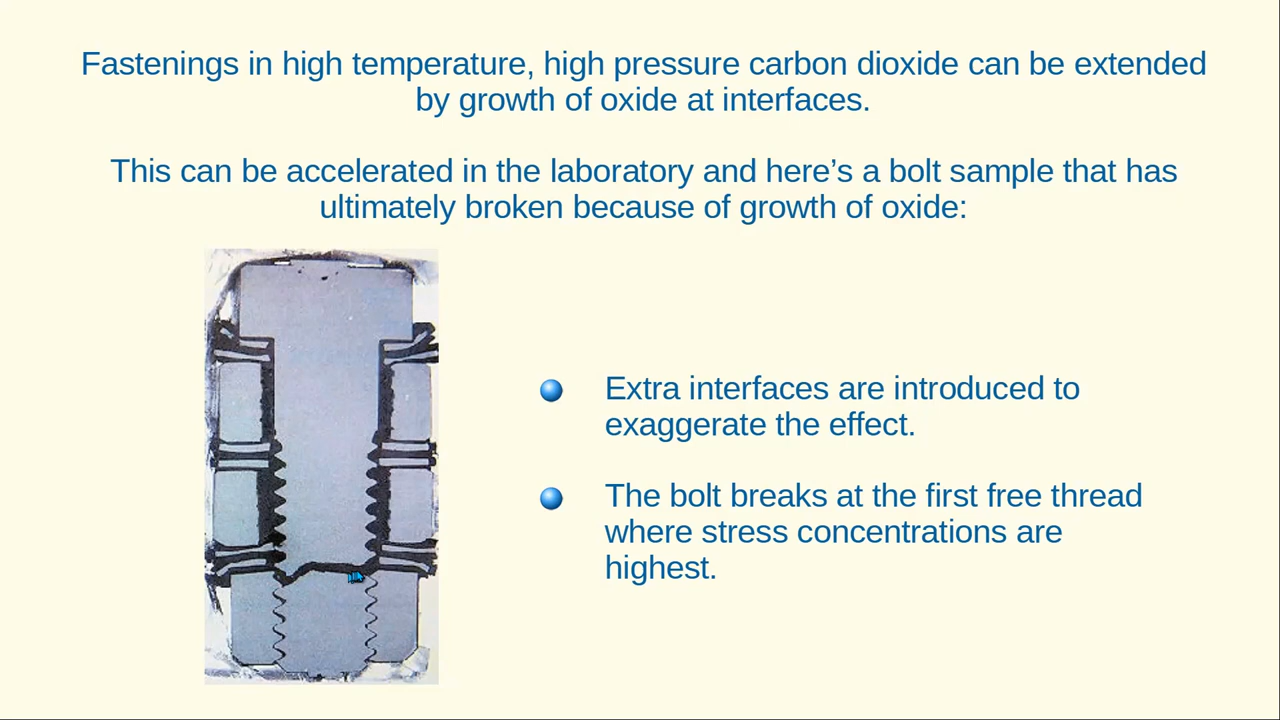 Fastenings in high temperature, high pressure carbon dioxide can be extended
by growth of oxide at interfaces.
This can be accelerated in the laboratory and here’s a bolt sample that has
ultimately broken because of growth of oxide:
Extra interfaces are introduced to
exaggerate the effect.
The bolt breaks at the first free thread
where stress concentrations are
highest.